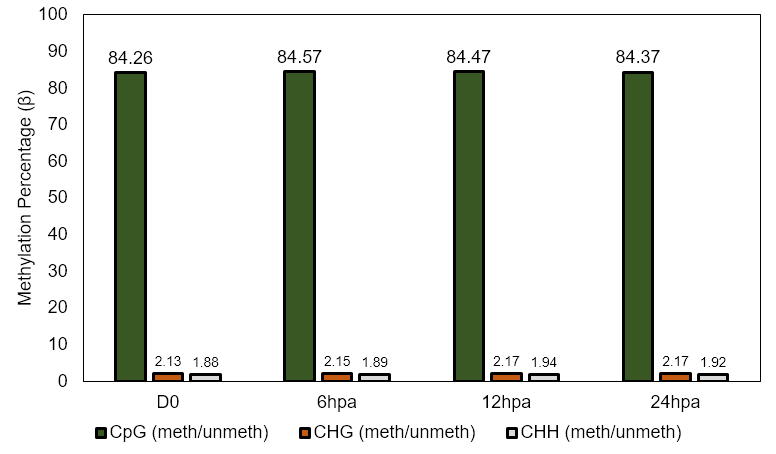 Methylation Percentage (β)
100
90
80
70
60
50
40
30
20
10
0
84.26
2.13
1.88
84.57
2.15
1.89
84.47
2.17
1.94
84.37
2.17
1.92
D0
6hpa
12hpa
24hpa
CpG (meth/unmeth)
CHG (meth/unmeth)
CHH (meth/unmeth)